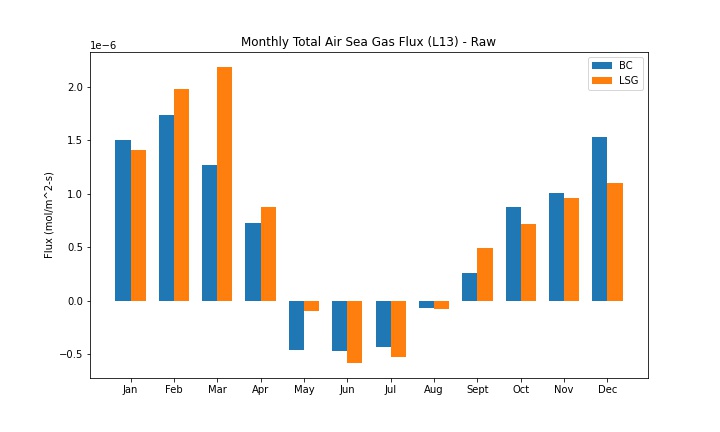 Monthly Total Air Sea Gas Flux (L13) - Raw
1e−6
BC
LSG
2.0
1.5
1.0
0.5
0.0
−0.5
Flux (mol/m^2-s)
Jan Feb Mar Apr May Jun Jul Aug Sept Oct Nov Dec